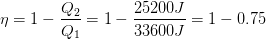 η = 1 − Q₂/Q₁ = 1 − 25200J/33600J = 1 − 0.75